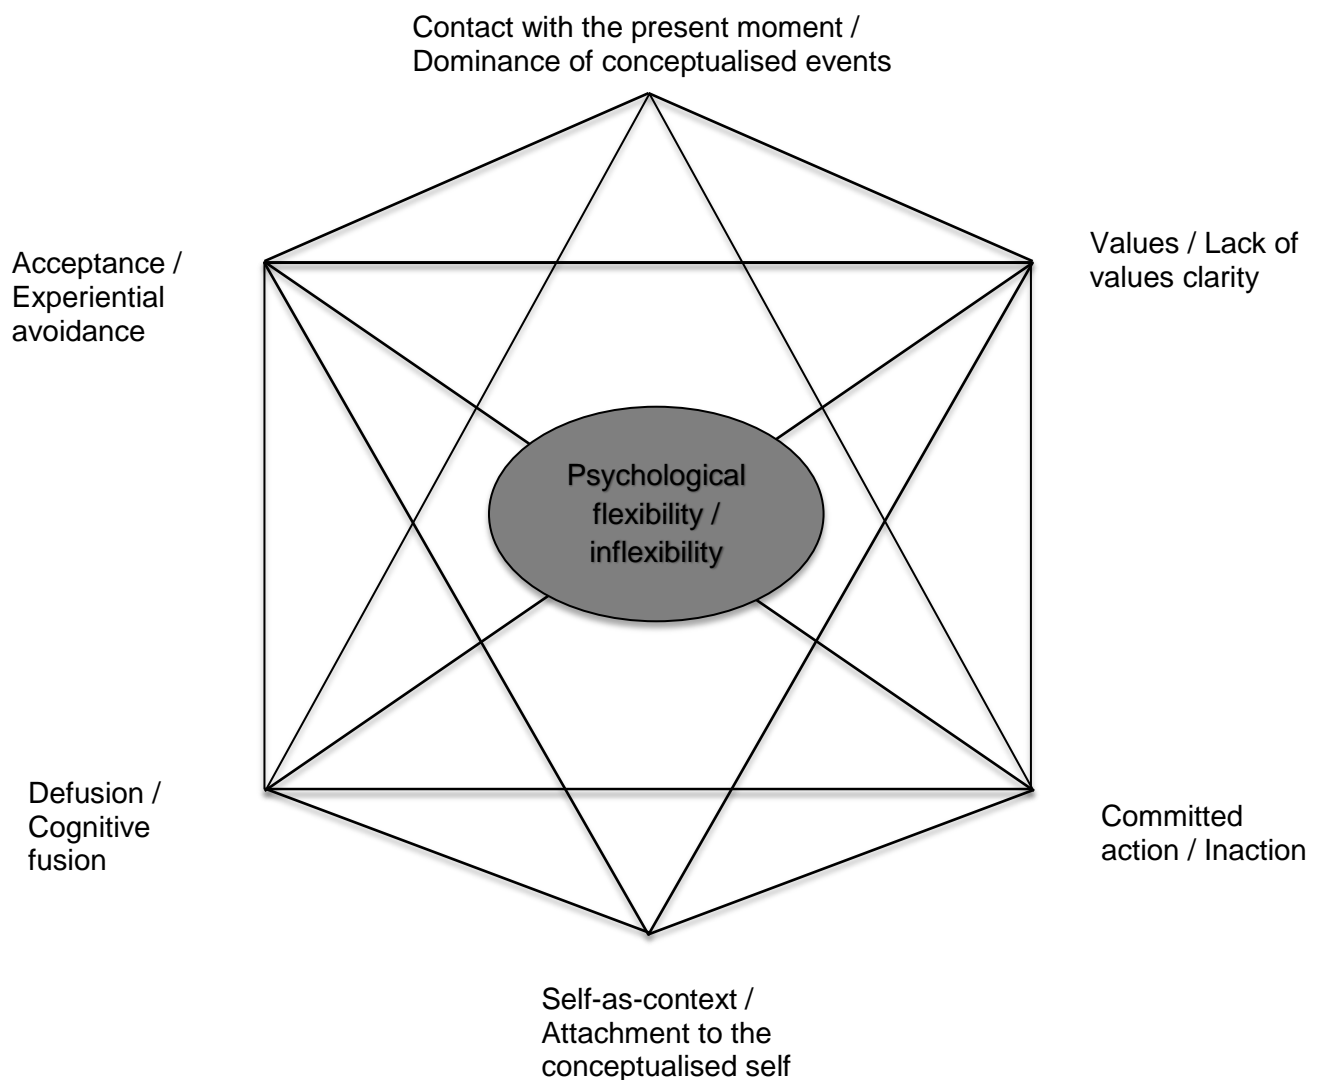 Contact with the present moment /
Dominance of conceptualised events
Values / Lack of
values clarity
Acceptance /
Experiential
avoidance
Psychological
flexibility /
inflexibility
Defusion /
Cognitive
fusion
Committed
action / Inaction
Self-as-context /
Attachment to the
conceptualised self